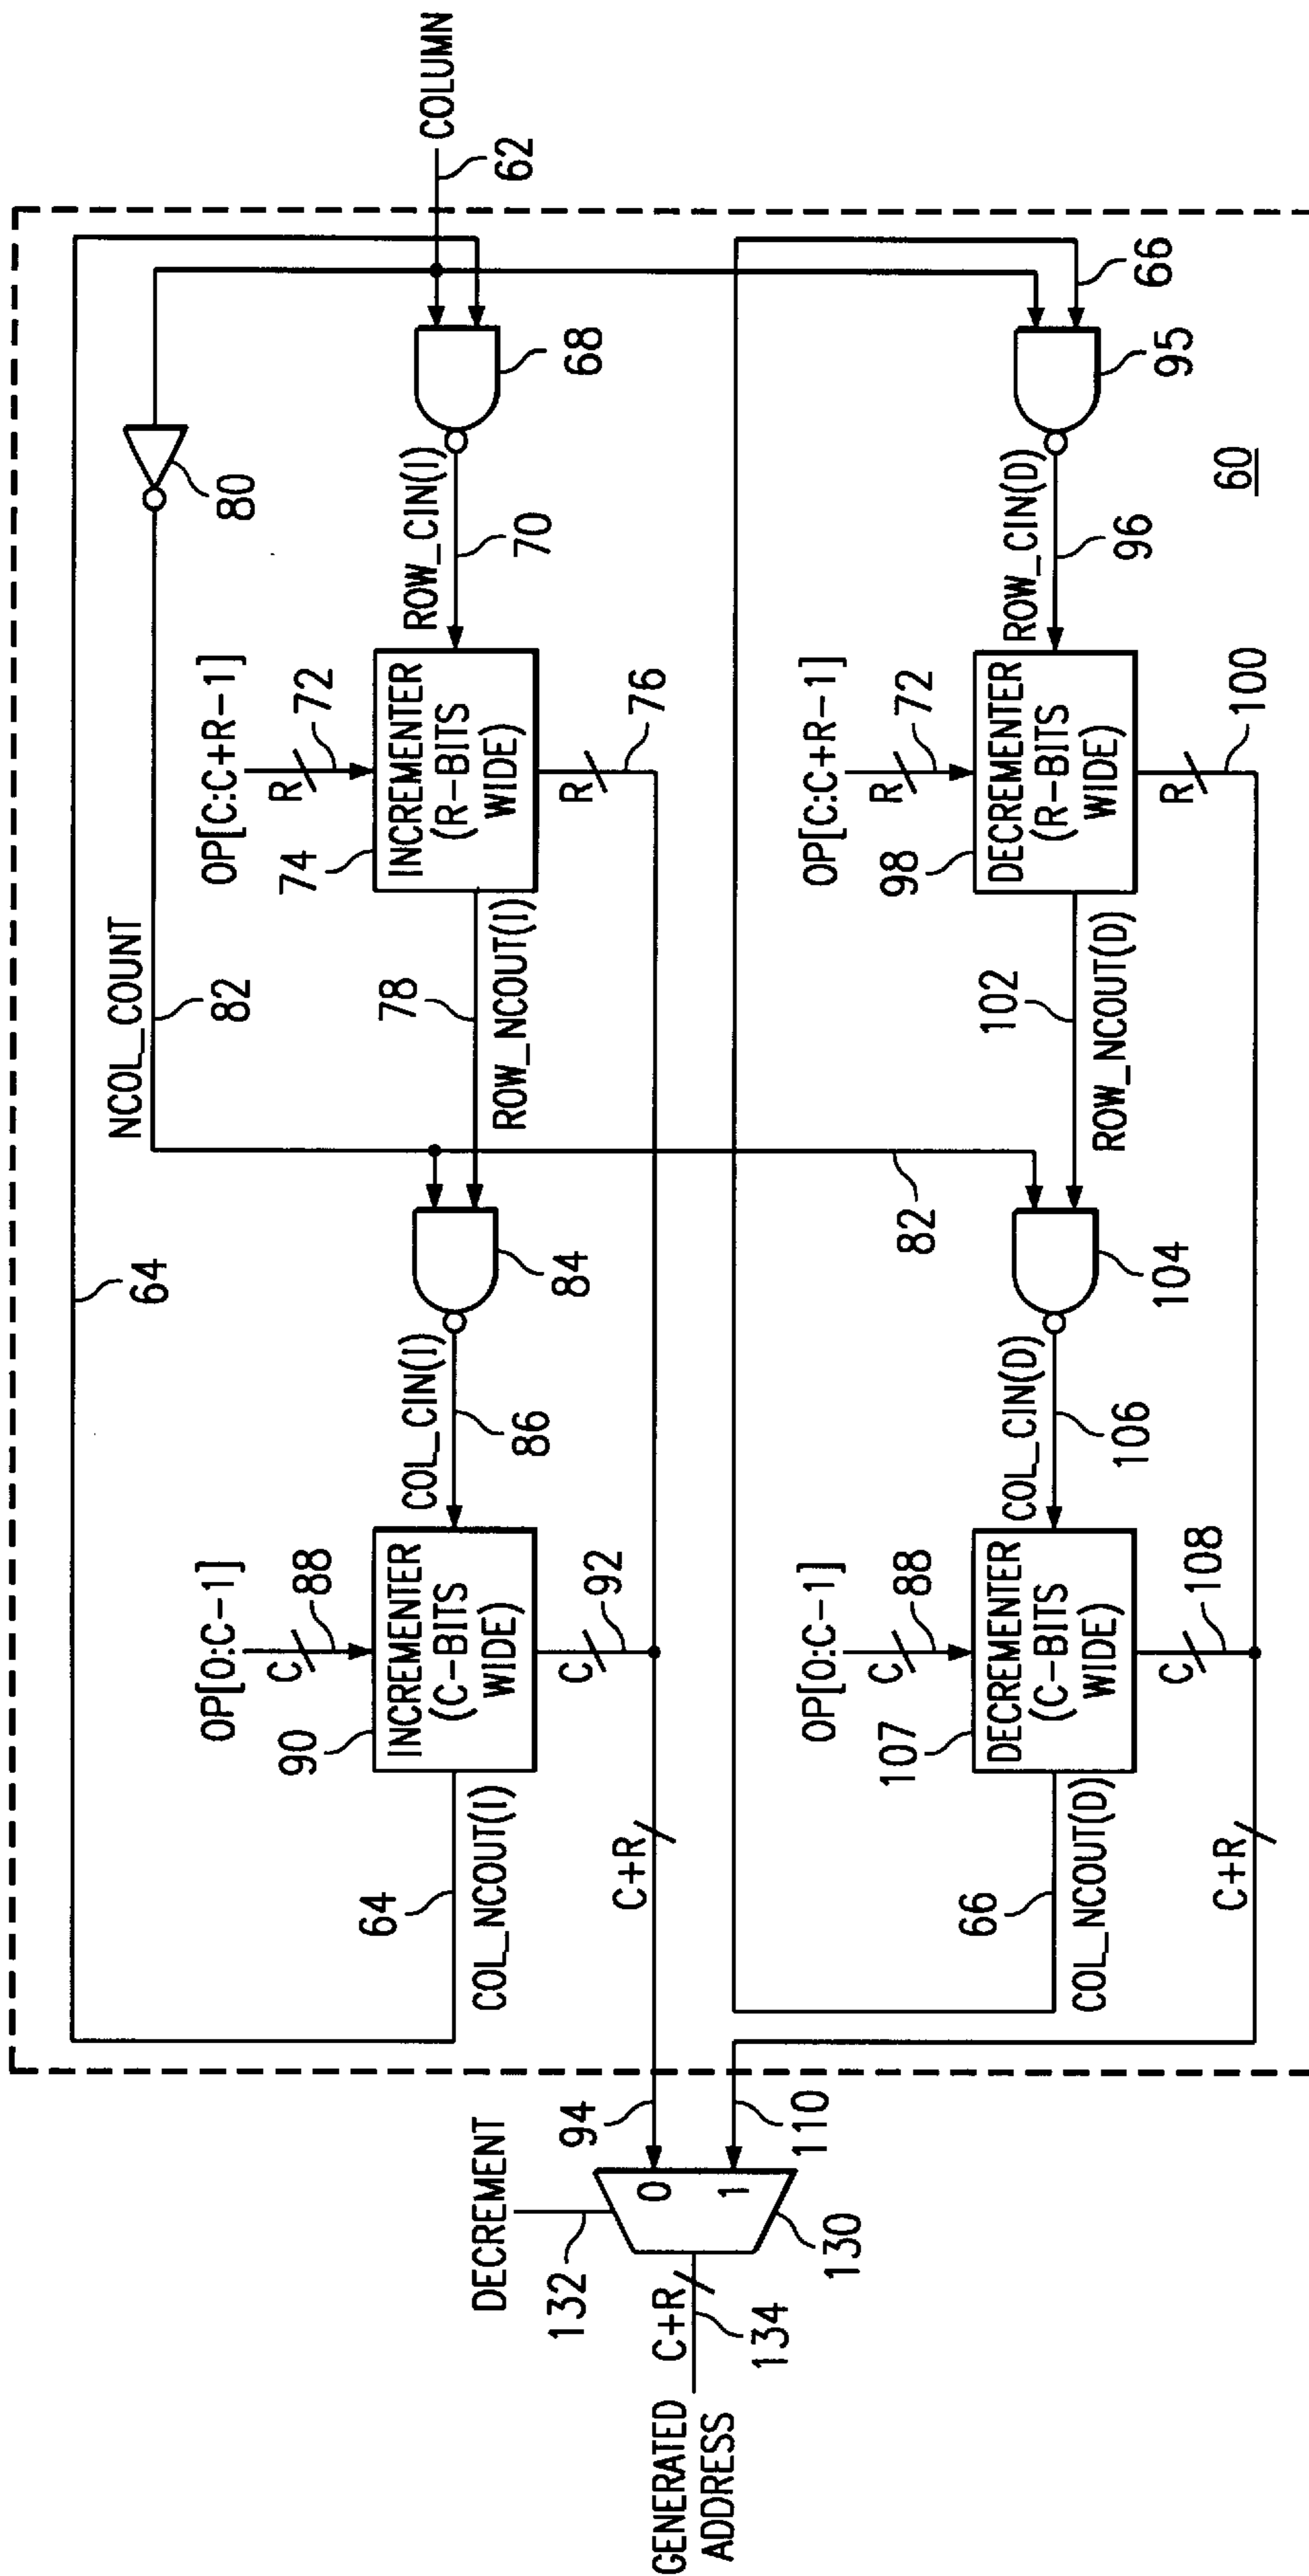 COLUMN
62
64
NCOL_COUNT
82
80
68
OP[0:C-1]
C
88
90
INCREMENTER
(C-BITS
WIDE)
COL_CIN(I)
86
84
OP[C:C+R-1]
R
72
74
INCREMENTER
(R-BITS
WIDE)
ROW_CIN(I)
70
64
COL_NCOUT(I)
C
92
78
ROW_NCOUT(I)
R
76
C+R
94
DECREMENT
132
0
1
130
110
GENERATED
ADDRESS
C+R
134
82
66
95
OP[0:C-1]
C
88
107
DECREMENTER
(C-BITS
WIDE)
COL_CIN(D)
106
104
OP[C:C+R-1]
R
72
98
DECREMENTER
(R-BITS
WIDE)
ROW_CIN(D)
96
66
COL_NCOUT(D)
C
108
102
ROW_NCOUT(D)
R
100
C+R
60